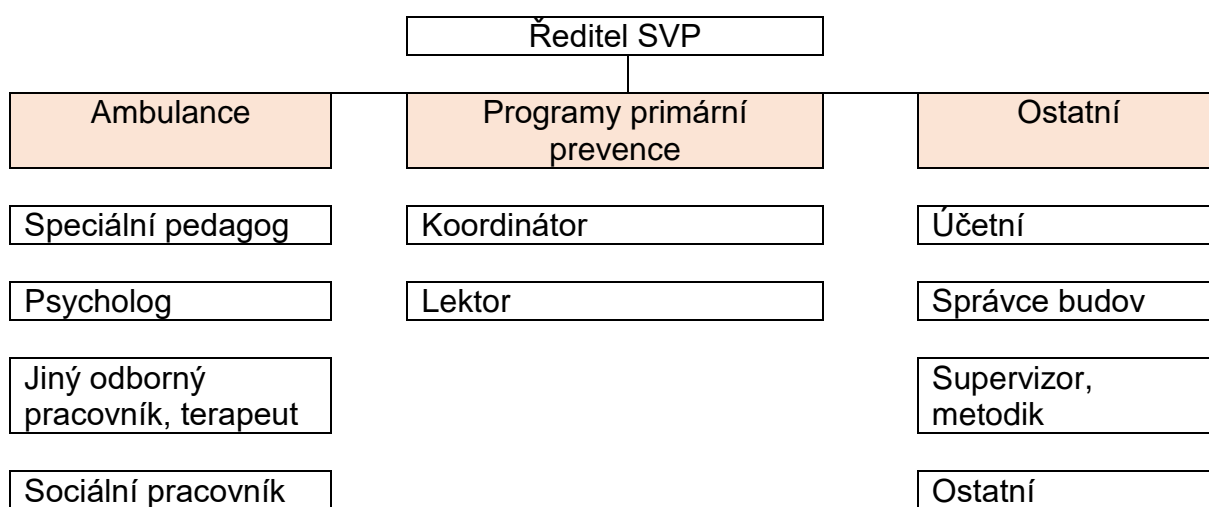 Ředitel SVP
Ambulance
Programy primární
prevence
Ostatní
Speciální pedagog
Koordinátor
Účetní
Psycholog
Lektor
Správce budov
Jiný odborný
pracovník, terapeut
Supervizor,
metodik
Sociální pracovník
Ostatní